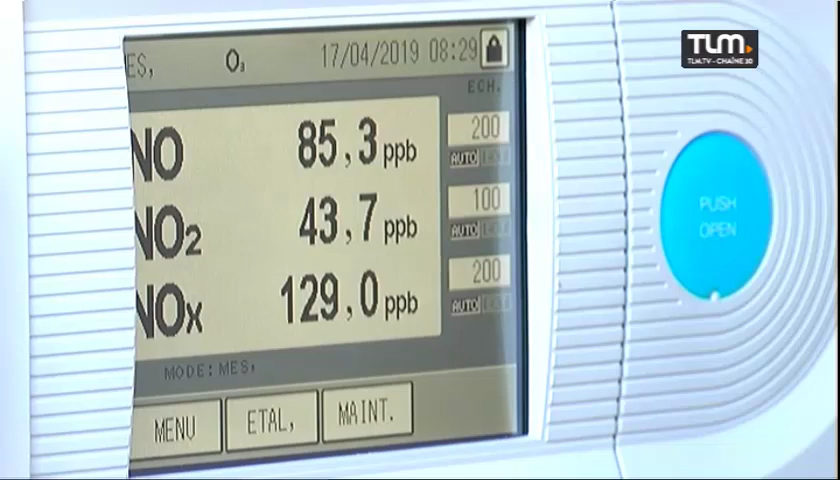 ES, O₃ 17/04/2019 08:29
TLM.
TLM.TV - CHAÎNE 30
ECH.
NO 85,3 ppb 200
AUTO
NO2 43,7 ppb 100
AUTO
NOx 129,0 ppb 200
AUTO
PUSH
OPEN
MODE:MES,
MENU ETAL, MAINT.